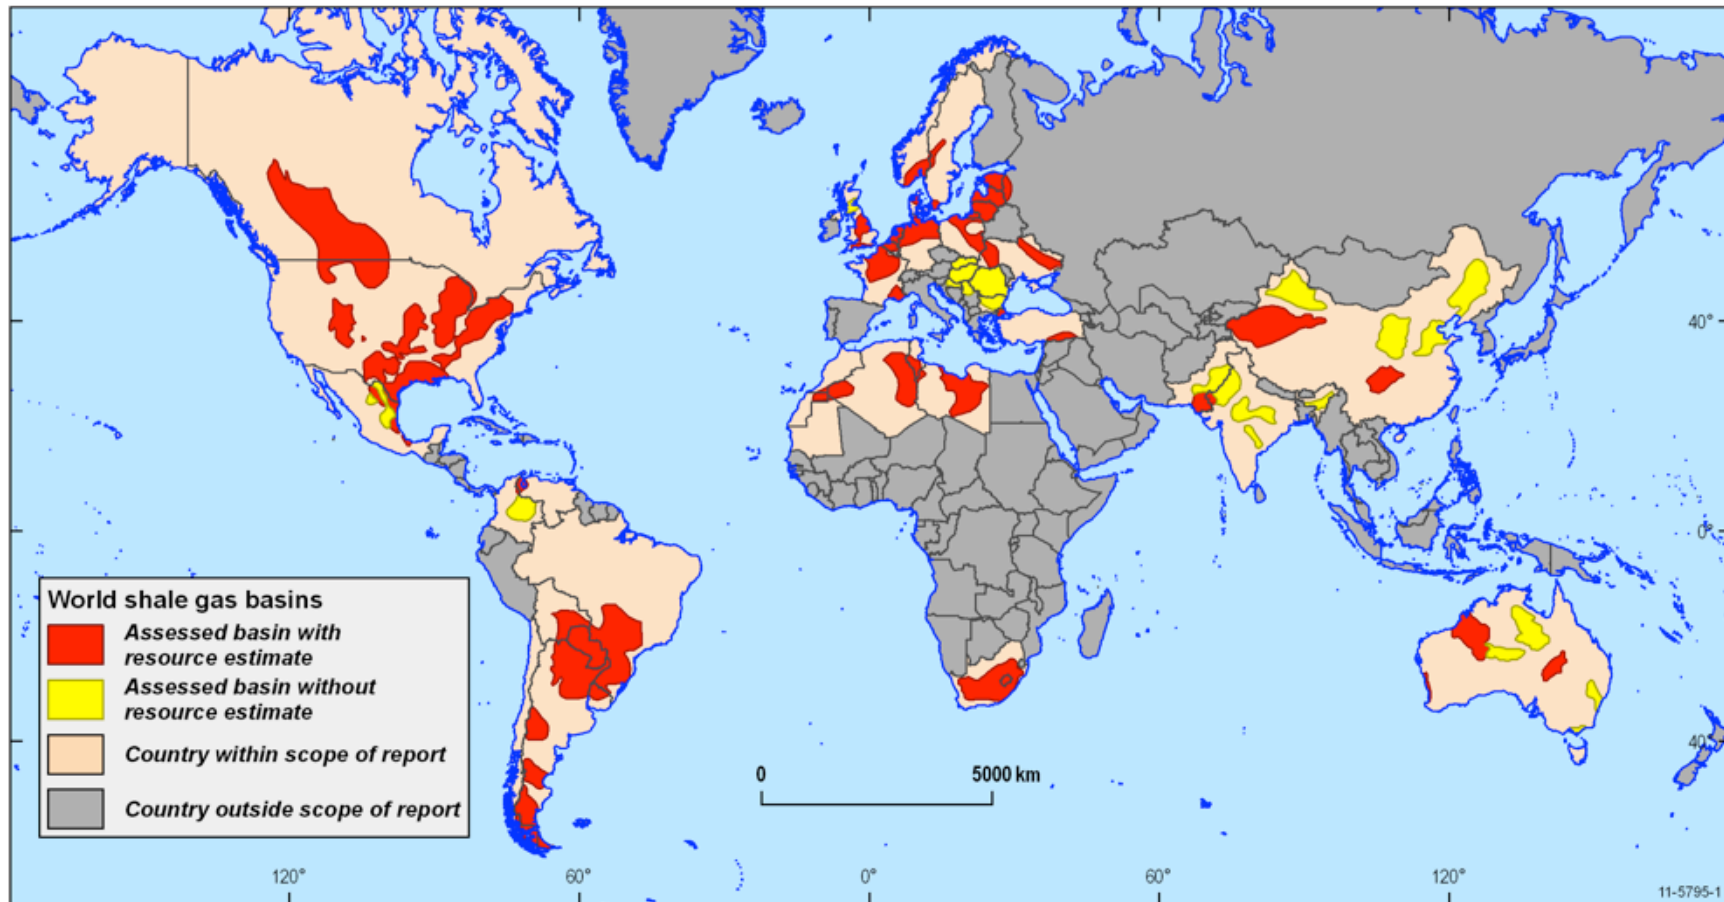 World shale gas basins
Assessed basin with
resource estimate
Assessed basin without
resource estimate
Country within scope of report
Country outside scope of report
0 5000 km
40°
0°
40°
120° 60° 0° 60° 120°
11-5795-1